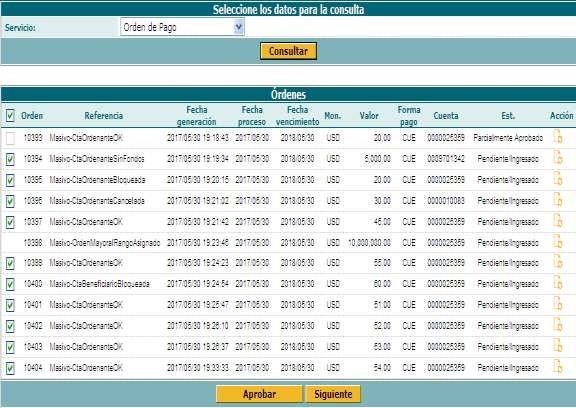 Seleccione los datos para la consulta
Servicio: Orden de Pago
Consultar
Órdenes
Orden Referencia Fecha generación Fecha proceso Fecha vencimiento Mon. Valor Forma pago Cuenta Est. Acción
10393 Masivo-CtaOrdenanteOK 2017/05/30 19:18:43 2017/05/30 2018/05/30 USD 20.00 CUE 0000025359 Parcialmente Aprobado
10394 Masivo-CtaOrdenanteSinFondos 2017/05/30 19:19:34 2017/05/30 2018/05/30 USD 5,000.00 CUE 0009701342 Pendiente/Ingresado
10395 Masivo-CtaOrdenanteBloqueada 2017/05/30 19:20:15 2017/05/30 2018/05/30 USD 20.00 CUE 0000025359 Pendiente/Ingresado
10396 Masivo-CtaOrdenanteCancelada 2017/05/30 19:21:02 2017/05/30 2018/05/30 USD 30.00 CUE 0000010083 Pendiente/Ingresado
10397 Masivo-CtaOrdenanteOK 2017/05/30 19:21:42 2017/05/30 2018/05/30 USD 45.00 CUE 0000025359 Pendiente/Ingresado
10398 Masivo-OrdenMayoralRangoAsignado 2017/05/30 19:23:46 2017/05/30 2018/05/30 USD 10,000,000.00 CUE 0000025359 Pendiente/Ingresado
10399 Masivo-CtaOrdenanteOK 2017/05/30 19:24:23 2017/05/30 2018/05/30 USD 55.00 CUE 0000025359 Pendiente/Ingresado
10400 Masivo-CtaBeneficiarioBloqueada 2017/05/30 19:24:56 2017/05/30 2018/05/30 USD 60.00 CUE 0000025359 Pendiente/Ingresado
10401 Masivo-CtaOrdenanteOK 2017/05/30 19:25:47 2017/05/30 2018/05/30 USD 51.00 CUE 0000025359 Pendiente/Ingresado
10402 Masivo-CtaOrdenanteOK 2017/05/30 19:26:10 2017/05/30 2018/05/30 USD 52.00 CUE 0000025359 Pendiente/Ingresado
10403 Masivo-CtaOrdenanteOK 2017/05/30 19:26:37 2017/05/30 2018/05/30 USD 53.00 CUE 0000025359 Pendiente/Ingresado
10404 Masivo-CtaOrdenanteOK 2017/05/30 19:33:33 2017/05/30 2018/05/30 USD 54.00 CUE 0000025359 Pendiente/Ingresado
Aprobar Siguiente